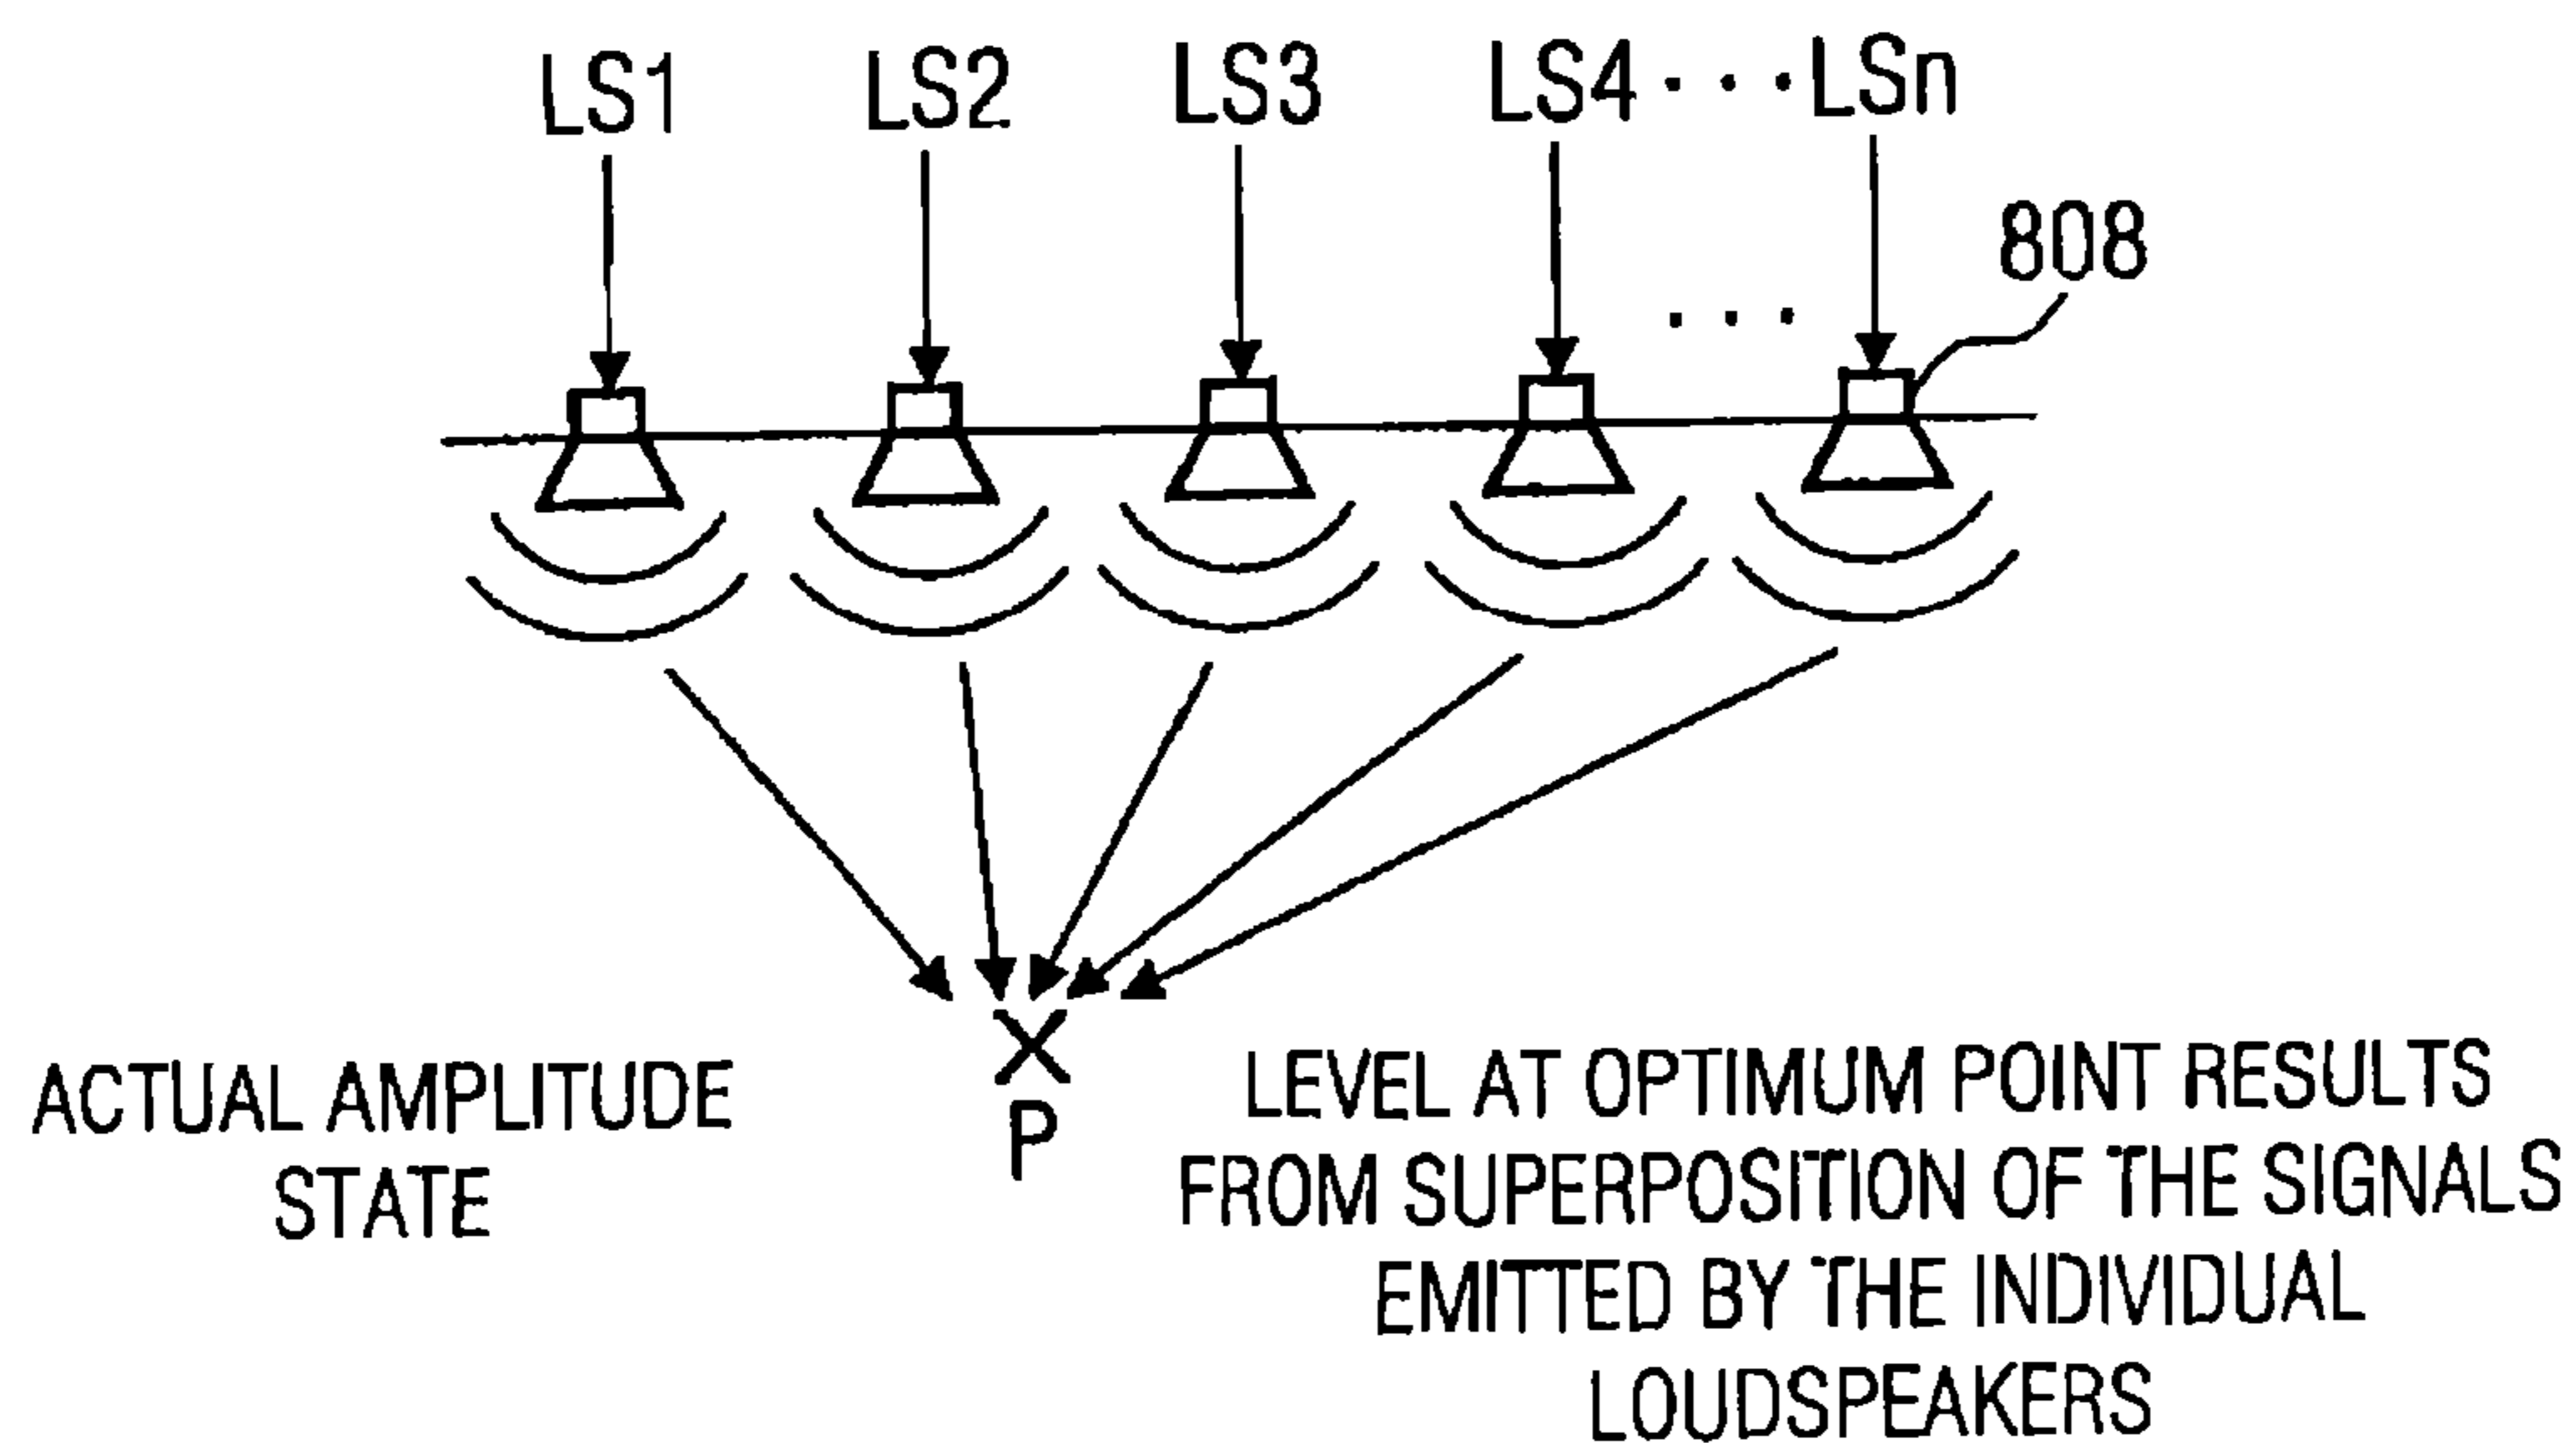 LS1 LS2 LS3 LS4 ... LSn
808
...
P
ACTUAL AMPLITUDE
STATE
LEVEL AT OPTIMUM POINT RESULTS
FROM SUPERPOSITION OF THE SIGNALS
EMITTED BY THE INDIVIDUAL
LOUDSPEAKERS